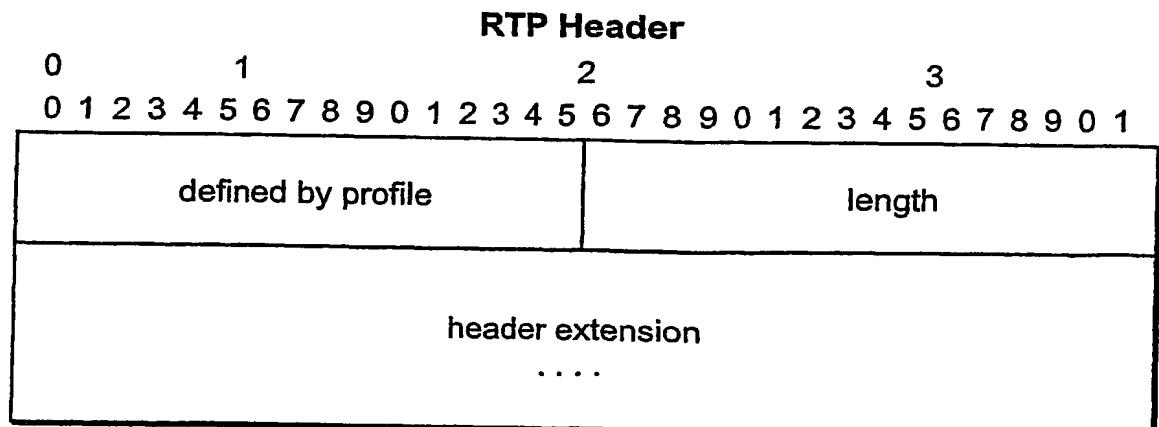 RTP Header
0 1 2 3
0 1 2 3 4 5 6 7 8 9 0 1 2 3 4 5 6 7 8 9 0 1 2 3 4 5 6 7 8 9 0 1
defined by profile length
header extension
....